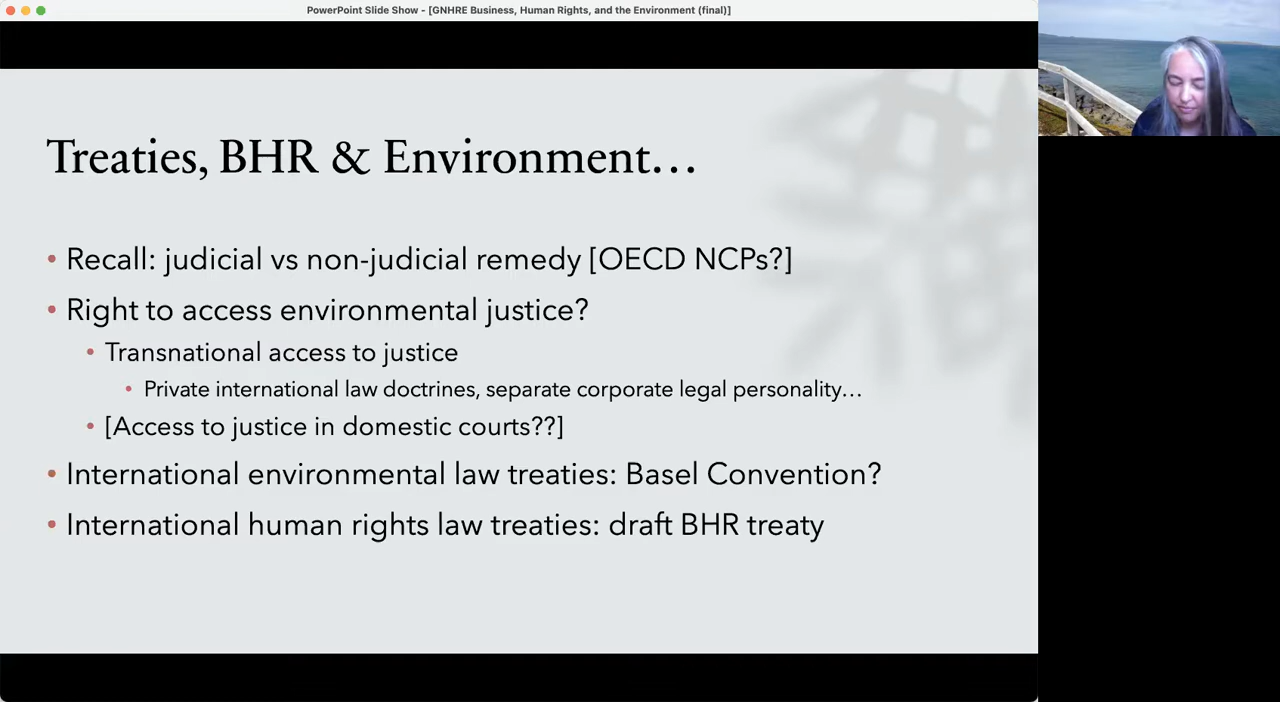 PowerPoint Slide Show - [GNHRE Business, Human Rights, and the Environment (final)]
Treaties, BHR & Environment…
• Recall: judicial vs non-judicial remedy [OECD NCPs?]
• Right to access environmental justice?
• Transnational access to justice
• Private international law doctrines, separate corporate legal personality…
• [Access to justice in domestic courts??]
• International environmental law treaties: Basel Convention?
• International human rights law treaties: draft BHR treaty